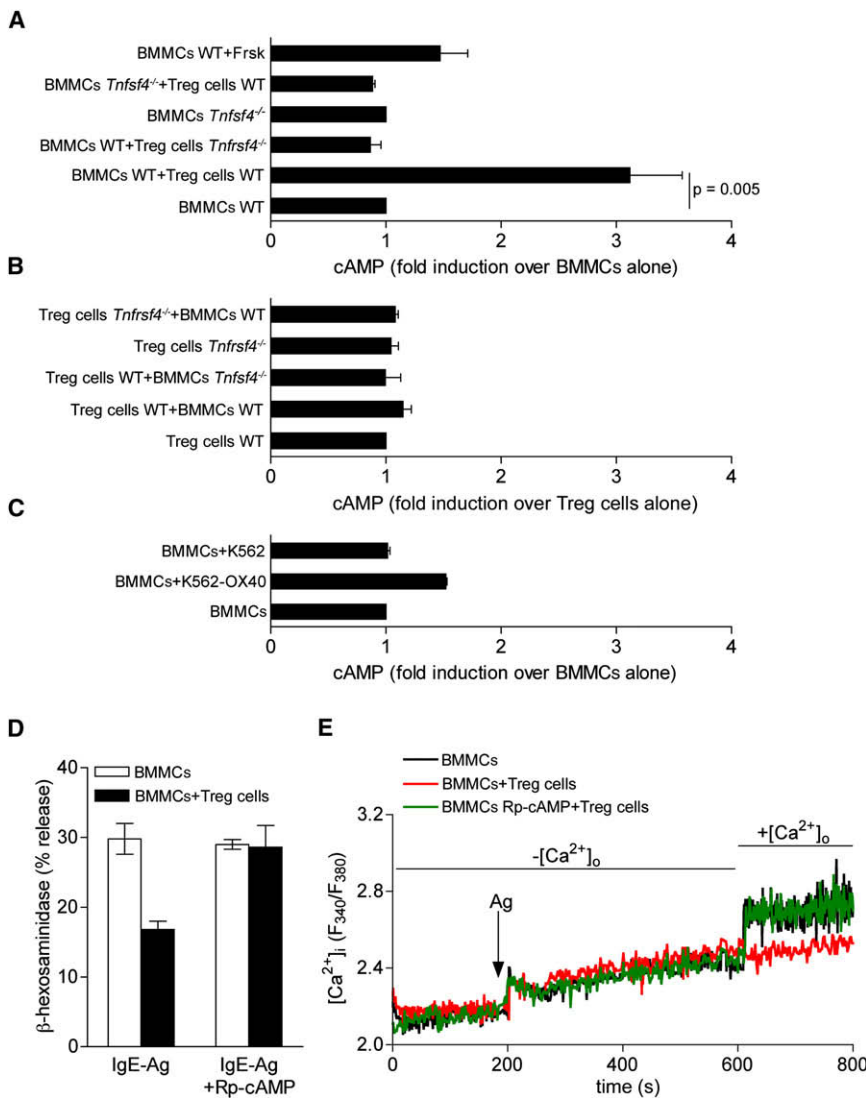 A
BMMCs WT+Frsk
BMMCs Tnfsf4-/-+Treg cells WT
BMMCs Tnfsf4-/-
BMMCs WT+Treg cells Tnfrsf4-/-
BMMCs WT+Treg cells WT
BMMCs WT
p = 0.005
0 1 2 3 4
cAMP (fold induction over BMMCs alone)
B
Treg cells Tnfrsf4-/-+BMMCs WT
Treg cells Tnfrsf4-/-
Treg cells WT+BMMCs Tnfsf4-/-
Treg cells WT+BMMCs WT
Treg cells WT
0 1 2 3 4
cAMP (fold induction over Treg cells alone)
C
BMMCs+K562
BMMCs+K562-OX40
BMMCs
0 1 2 3 4
cAMP (fold induction over BMMCs alone)
D
BMMCs
BMMCs+Treg cells
β-hexosaminidase (% release)
40
30
20
10
0
IgE-Ag
IgE-Ag
+Rp-cAMP
E
BMMCs
BMMCs+Treg cells
BMMCs Rp-cAMP+Treg cells
[Ca2+]i (F340/F380)
3.2
2.8
2.4
2.0
-[Ca2+]o
+[Ca2+]o
Ag
0 200 400 600 800
time (s)